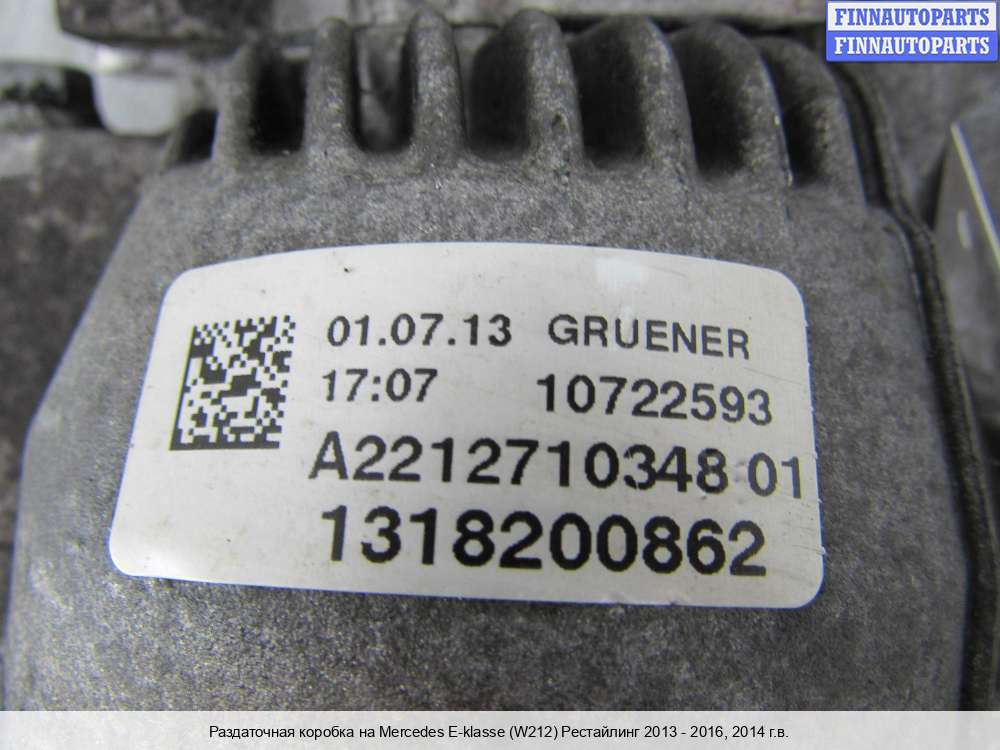 FINNAUTOPARTS
FINNAUTOPARTS
01.07.13 GRUENER
17:07 10722593
A2212710348 01
1318200862
Раздаточная коробка на Mercedes E-klasse (W212) Рестайлинг 2013 - 2016, 2014 г.в.